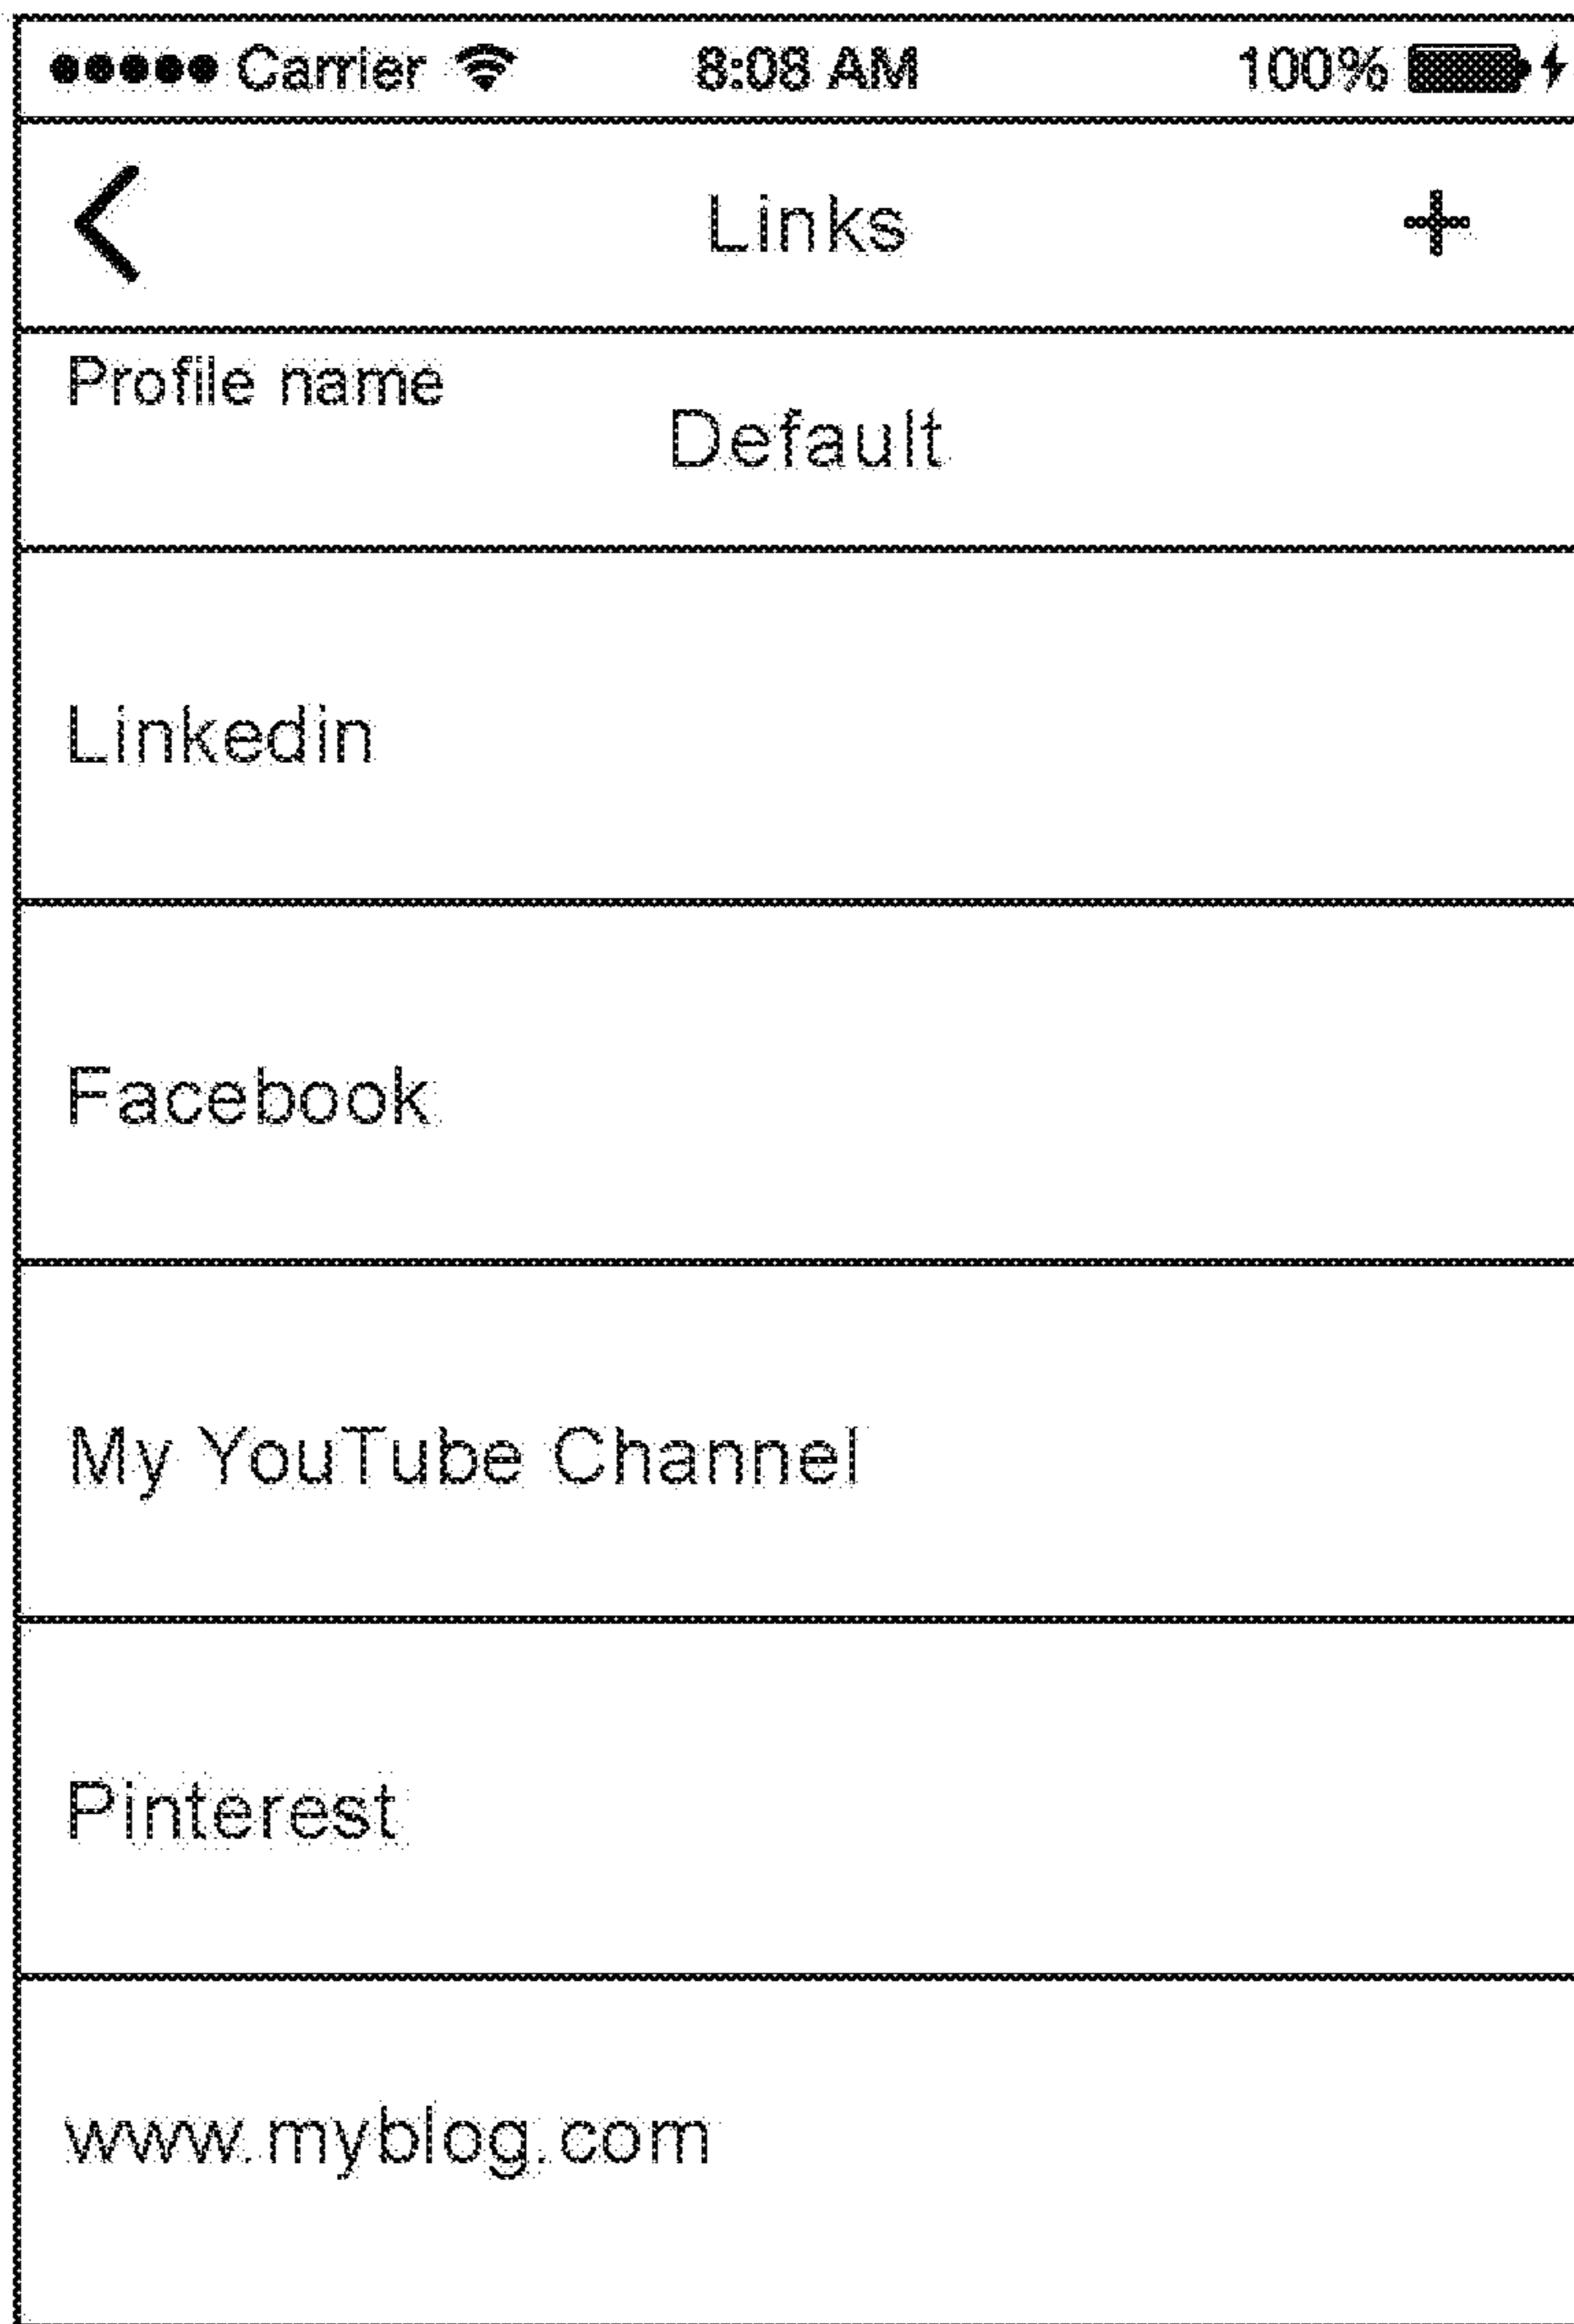 Carrier 8:08 AM 100%
Links +
Profile name
Default
Linkedin
Facebook
My YouTube Channel
Pinterest
www.myblog.com